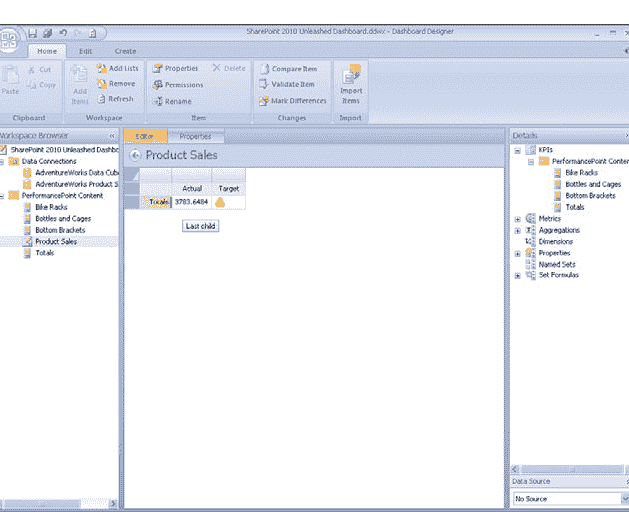 SharePoint 2010 Unleashed Dashboard.ddwx - Dashboard Designer
Home Edit Create
Paste
Cut
Copy
Clipboard
Add Items
Add Lists
Remove
Refresh
Workspace
Properties
Delete
Permissions
Rename
Item
Compare Item
Validate Item
Mark Differences
Changes
Import Items
Import
Workspace Browser
SharePoint 2010 Unleashed Dashbo
Data Connections
AdventureWorks Data Cub
AdventureWorks Product S
PerformancePoint Content
Bike Racks
Bottles and Cages
Bottom Brackets
Product Sales
Totals
Editor Properties
Product Sales
Actual Target
Totals 3783.6484
Last child
Details
KPIs
PerformancePoint Conter
Bike Racks
Bottles and Cages
Bottom Brackets
Totals
Metrics
Aggregations
Dimensions
Properties
Named Sets
Set Formulas
Data Source
No Source